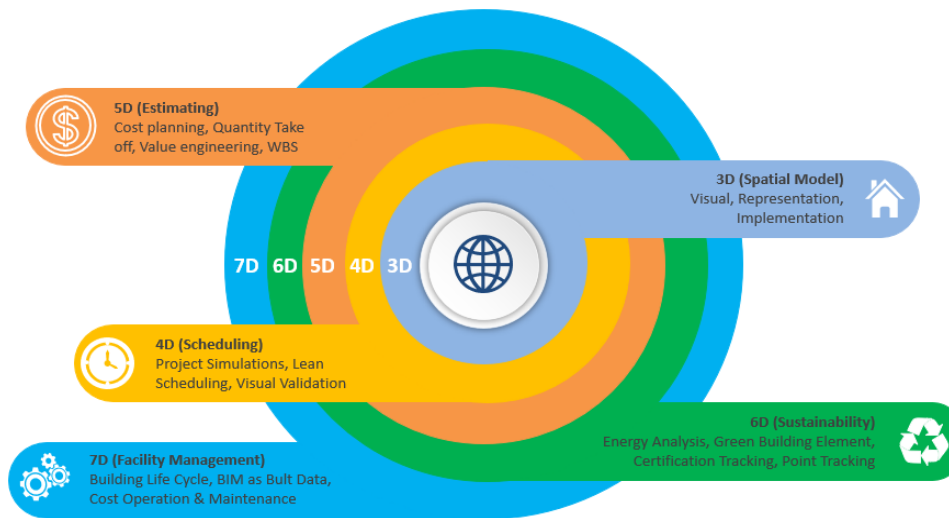 5D (Estimating)
Cost planning, Quantity Take
off, Value engineering, WBS
3D (Spatial Model)
Visual, Representation,
Implementation
7D 6D 5D 4D 3D
4D (Scheduling)
Project Simulations, Lean
Scheduling, Visual Validation
6D (Sustainability)
Energy Analysis, Green Building Element,
Certification Tracking, Point Tracking
7D (Facility Management)
Building Life Cycle, BIM as Bult Data,
Cost Operation & Maintenance